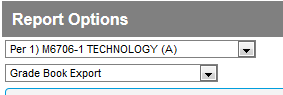 Report Options
Per 1) M6706-1 TECHNOLOGY (A)
Grade Book Export